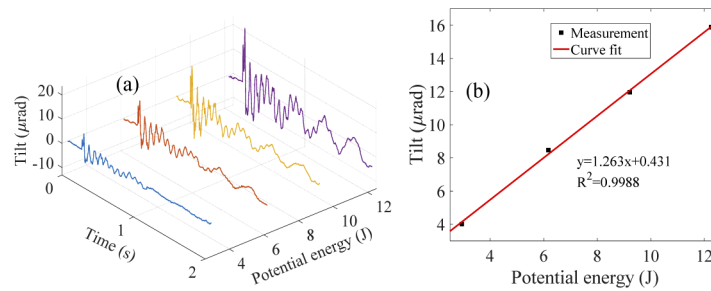 (a)
20
10
0
-10
Tilt (μrad)
0
1
2
Time (s)
4
6
8
10
12
Potential energy (J)
(b)
16
14
12
10
8
6
4
Tilt (μrad)
Measurement
Curve fit
y=1.263x+0.431
R²=0.9988
4
6
8
10
12
Potential energy (J)